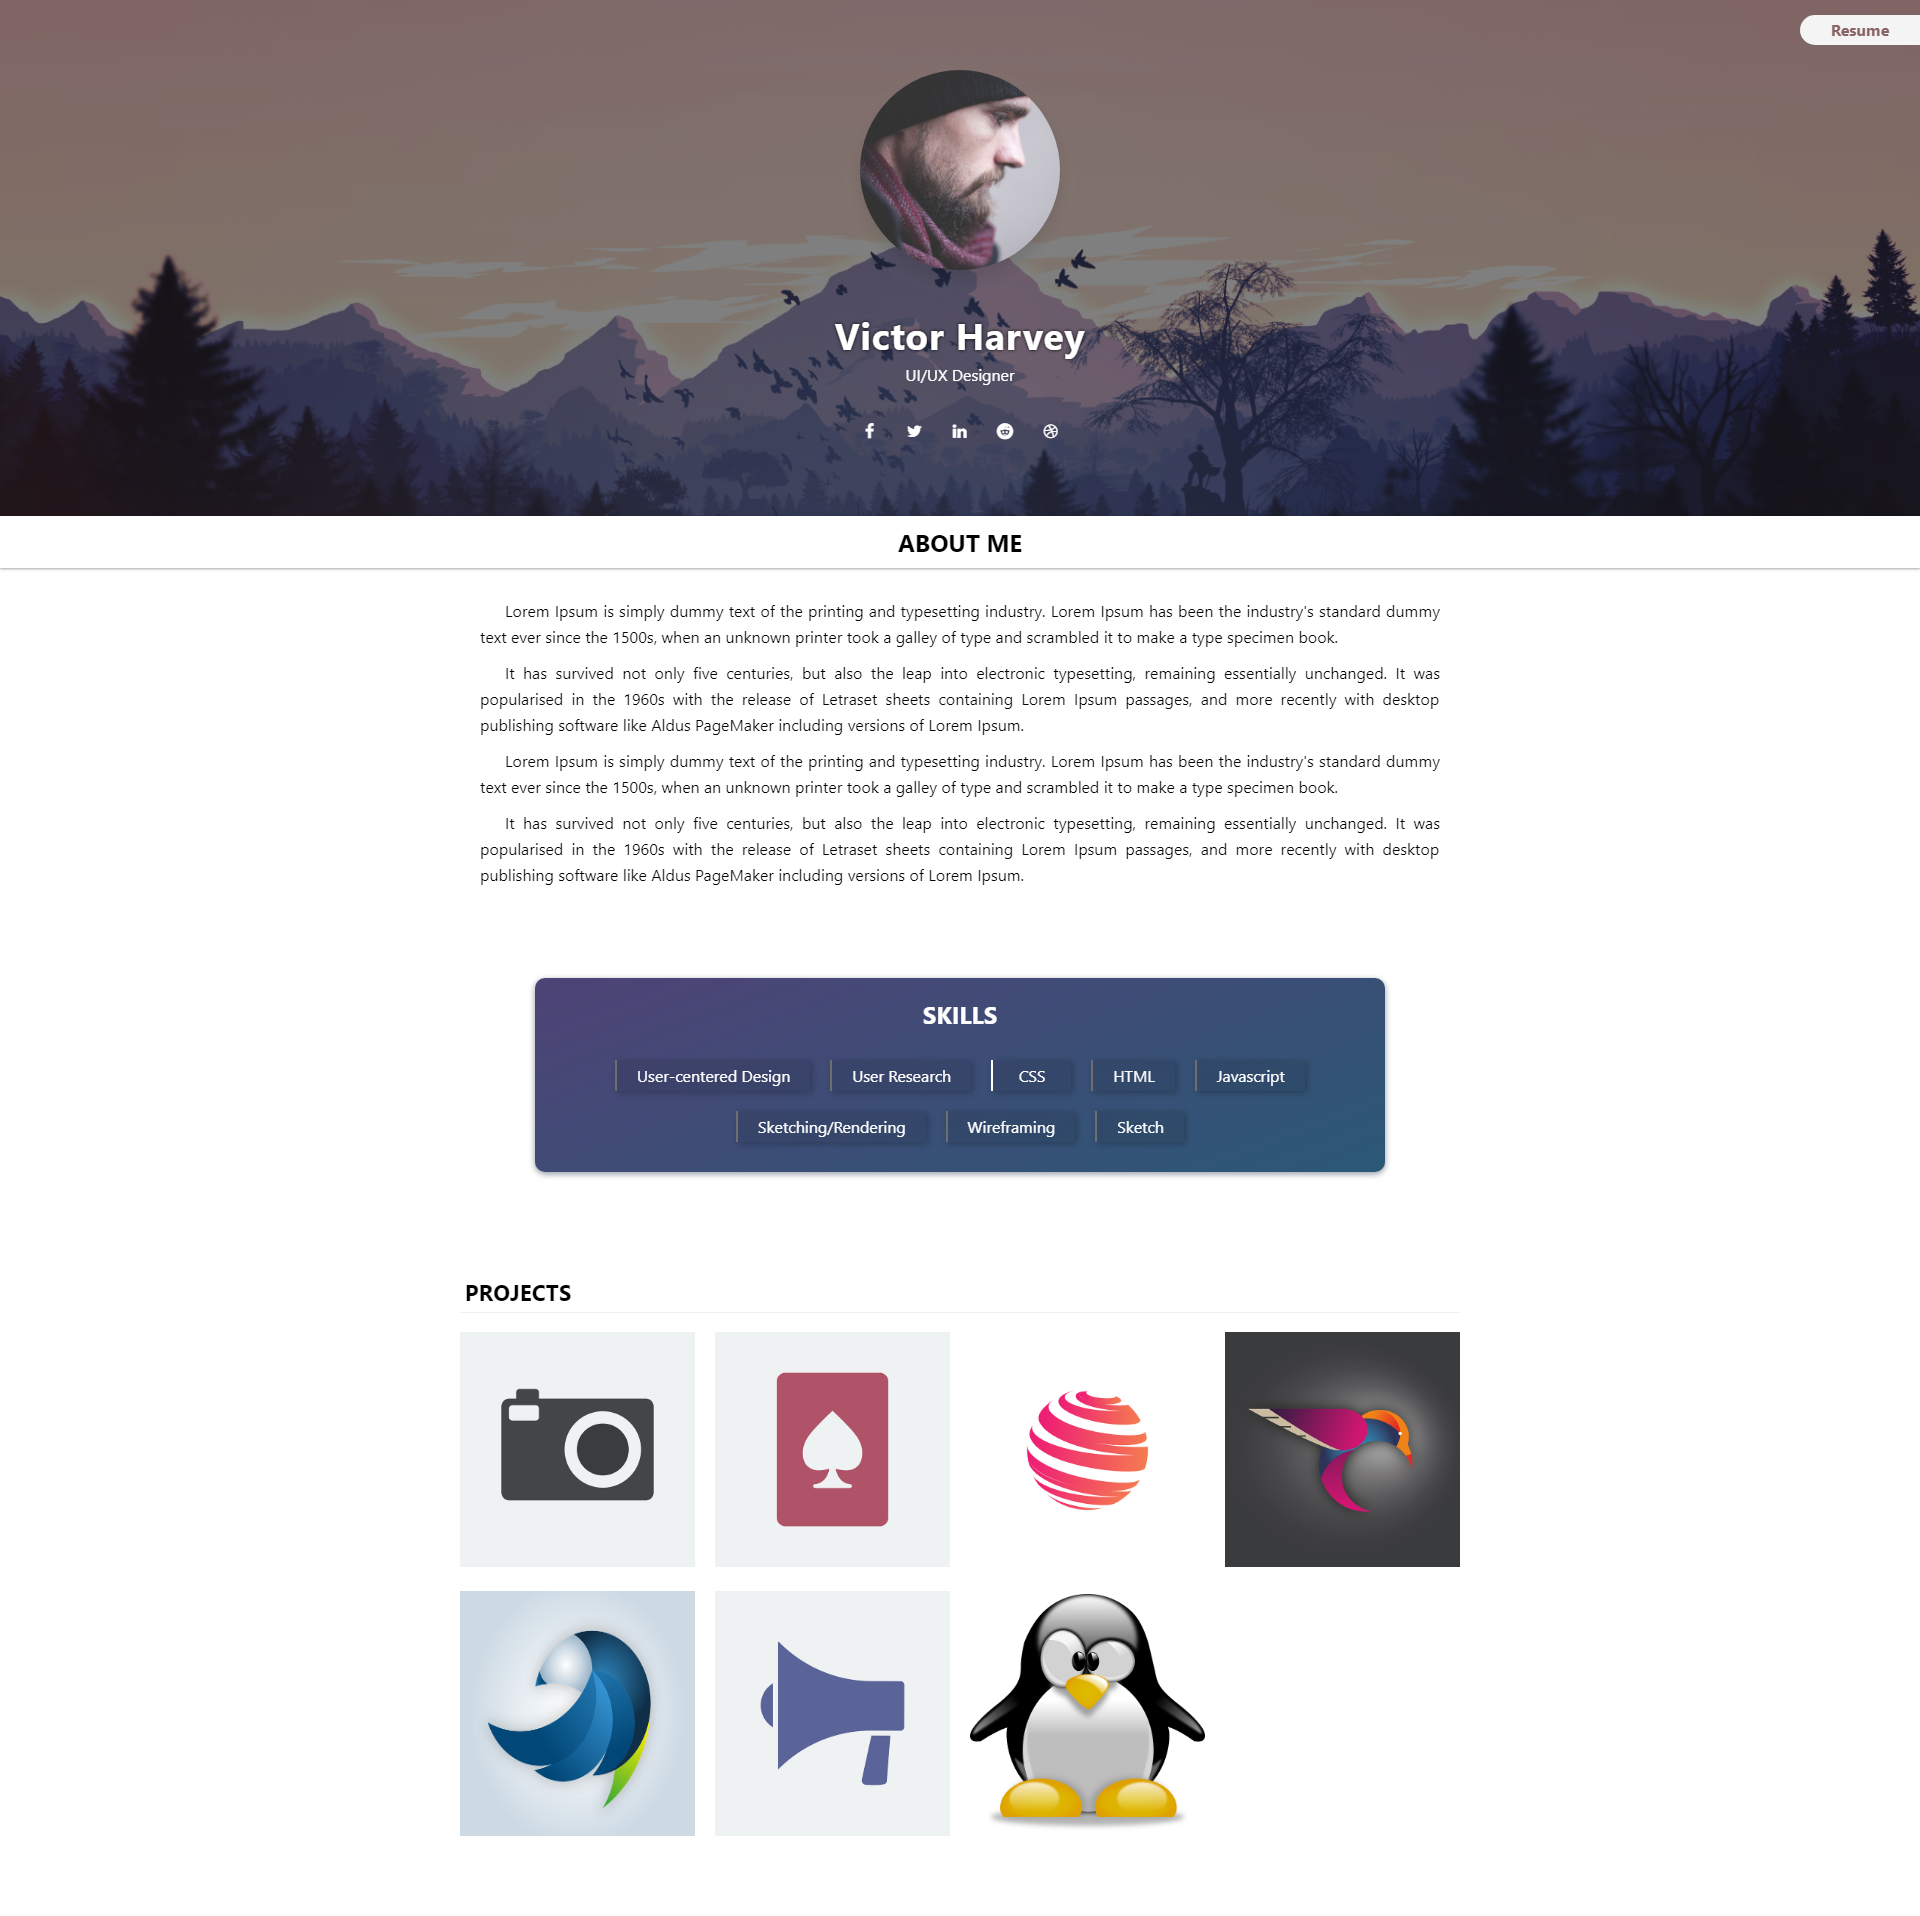 Resume
Victor Harvey
UI/UX Designer
ABOUT ME
Lorem Ipsum is simply dummy text of the printing and typesetting industry. Lorem Ipsum has been the industry's standard dummy
text ever since the 1500s, when an unknown printer took a galley of type and scrambled it to make a type specimen book.
It has survived not only five centuries, but also the leap into electronic typesetting, remaining essentially unchanged. It was
popularised in the 1960s with the release of Letraset sheets containing Lorem Ipsum passages, and more recently with desktop
publishing software like Aldus PageMaker including versions of Lorem Ipsum.
Lorem Ipsum is simply dummy text of the printing and typesetting industry. Lorem Ipsum has been the industry's standard dummy
text ever since the 1500s, when an unknown printer took a galley of type and scrambled it to make a type specimen book.
It has survived not only five centuries, but also the leap into electronic typesetting, remaining essentially unchanged. It was
popularised in the 1960s with the release of Letraset sheets containing Lorem Ipsum passages, and more recently with desktop
publishing software like Aldus PageMaker including versions of Lorem Ipsum.
SKILLS
User-centered Design User Research CSS HTML Javascript
Sketching/Rendering Wireframing Sketch
PROJECTS